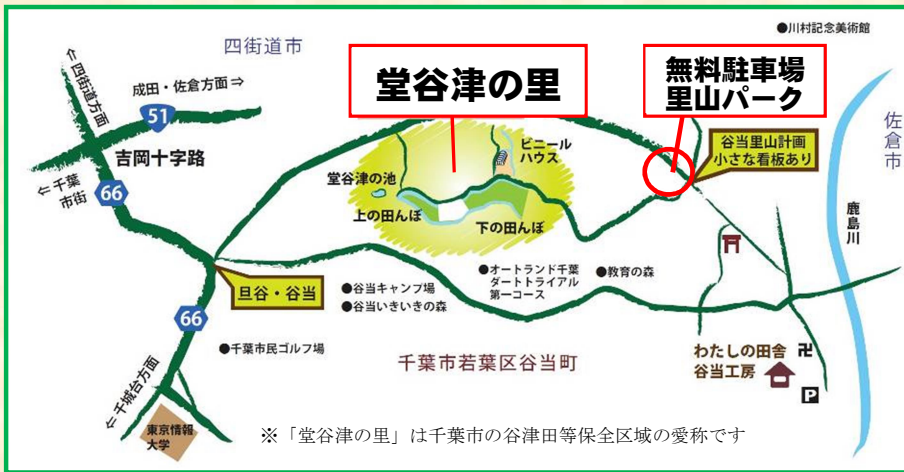 ●川村記念美術館
四街道市
堂谷津の里
無料駐車場
里山パーク
↑四街道方面
成田・佐倉方面⇒
51
佐倉市
谷当里山計画
小さな看板あり
吉岡十字路
ビニール
ハウス
⇐千葉
市街
66
堂谷津の池
上の田んぼ
下の田んぼ
鹿島川
旦谷・谷当
●谷当キャンプ場
●谷当いきいきの森
●オートランド千葉
ダートトライアル
第一コース
●教育の森
66
●千葉市民ゴルフ場
千葉市若葉区谷当町
わたしの田舎
谷当工房
卍
P
⇐千城台方面
東京情報
大学
※「堂谷津の里」は千葉市の谷津田等保全区域の愛称です